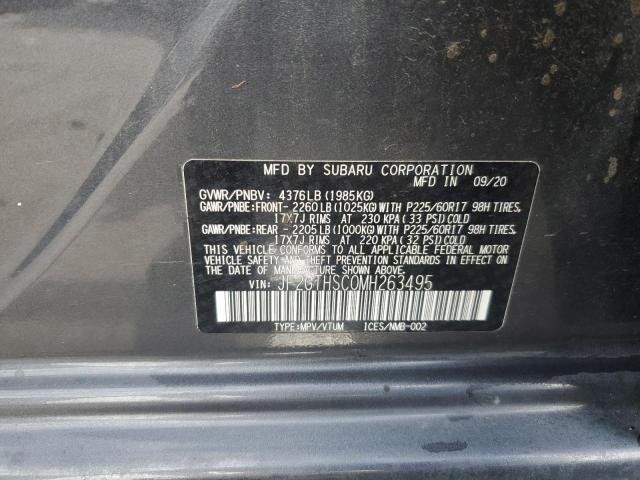 MFD BY SUBARU CORPORATION
MFD IN 09/20
GVWR/PNBV: 4376LB (1985KG)
GAWR/PNBE:FRONT- 2260LB (1025KG) WITH P225/60R17 98H TIRES,
17X7J RIMS AT 230 KPA (33 PSI) COLD
GAWR/PNBE:REAR - 2205LB (1000KG) WITH P225/60R17 98H TIRES,
17X7J RIMS AT 220 KPA (32 PSI) COLD
THIS VEHICLE CONFORMS TO ALL APPLICABLE FEDERAL MOTOR
VEHICLE SAFETY, BUMPER, AND THEFT PREVENTION STANDARDS
IN EFFECT ON THE DATE OF MANUFACTURE SHOWN ABOVE.
VIN: JF2GTHSC0MH263495
TYPE:MPV/VTUM ICES/NMB-002